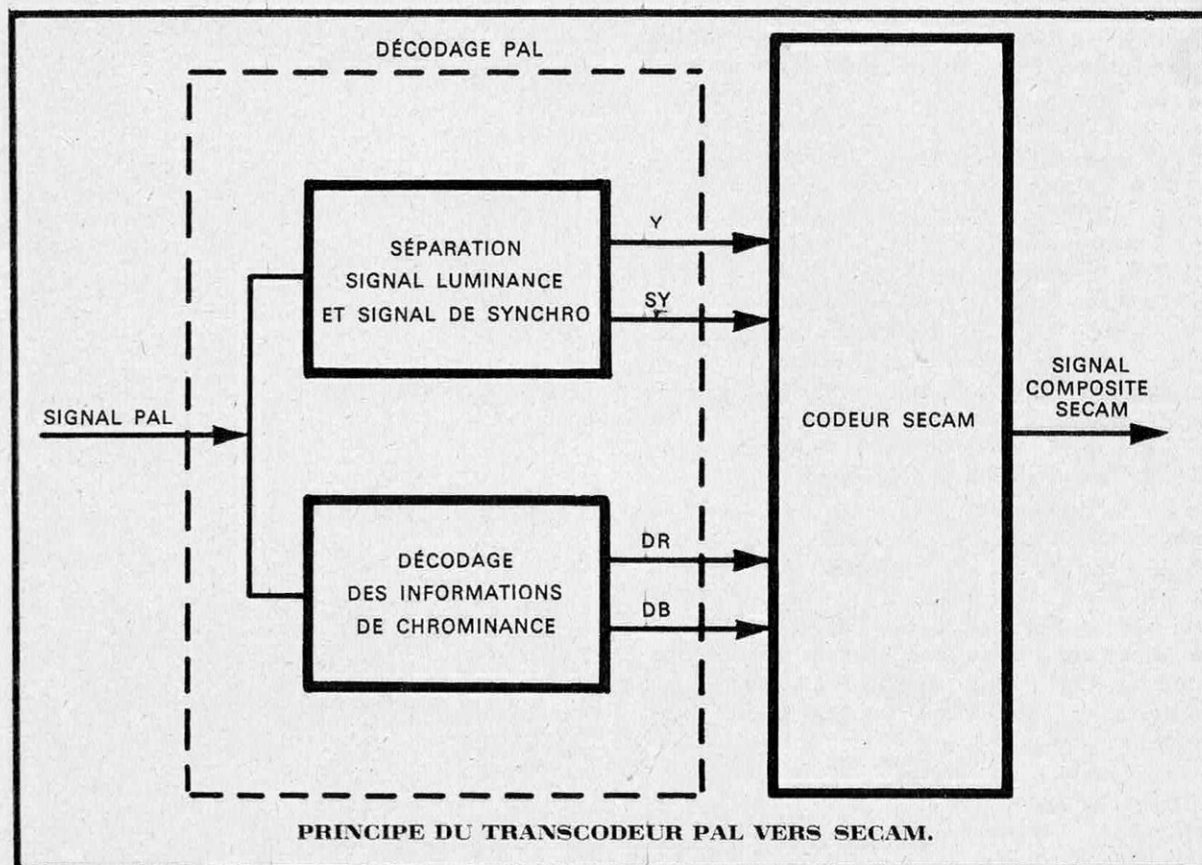 DÉCODAGE PAL
SÉPARATION
SIGNAL LUMINANCE
ET SIGNAL DE SYNCHRO
Y
SY
SIGNAL PAL
CODEUR SECAM
SIGNAL
COMPOSITE
SECAM
DÉCODAGE
DES INFORMATIONS
DE CHROMINANCE
DR
DB
PRINCIPE DU TRANSCODEUR PAL VERS SECAM.